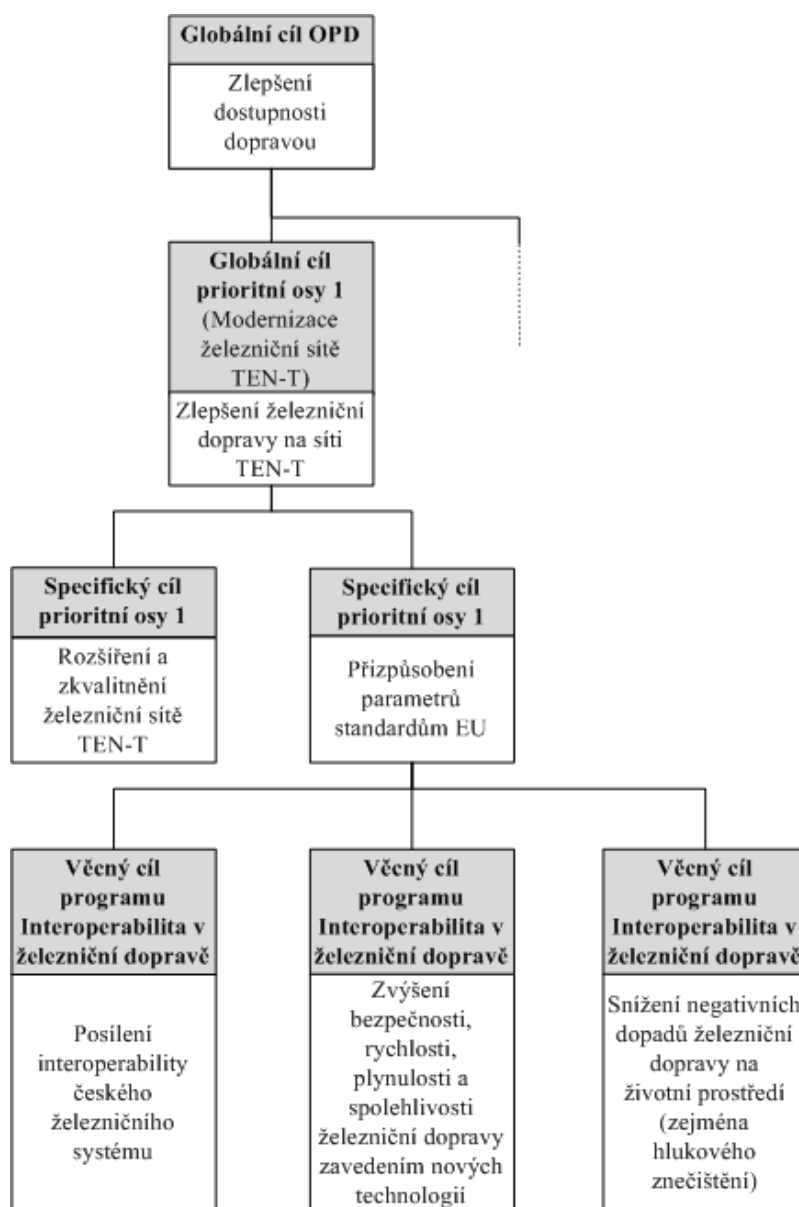 Globální cíl OPD
Zlepšení
dostupnosti
dopravou
Globální cíl
prioritní osy 1
(Modernizace
železniční sítě
TEN-T)
Zlepšení železniční
dopravy na síti
TEN-T
Specifický cíl
prioritní osy 1
Rozšíření a
zkvalitnění
železniční sítě
TEN-T
Specifický cíl
prioritní osy 1
Přizpůsobení
parametrů
standardům EU
Věcný cíl
programu
Interoperabilita v
železniční dopravě
Posílení
interoperability
českého
železničního
systému
Věcný cíl
programu
Interoperabilita v
železniční dopravě
Zvýšení
bezpečnosti,
rychlosti,
plynulosti a
spolehlivosti
železniční dopravy
zavedením nových
technologií
Věcný cíl
programu
Interoperabilita v
železniční dopravě
Snížení negativních
dopadů železniční
dopravy na
životní prostředí
(zejména
hlukového
znečištění)